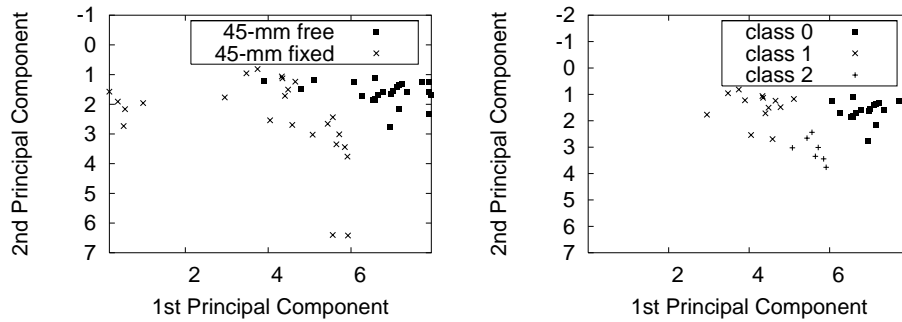 -1
0
1
2
3
4
5
6
7
2 4 6
2nd Principal Component
1st Principal Component
45-mm free
45-mm fixed
-2
-1
0
1
2
3
4
5
6
7
2 4 6
2nd Principal Component
1st Principal Component
class 0
class 1
class 2